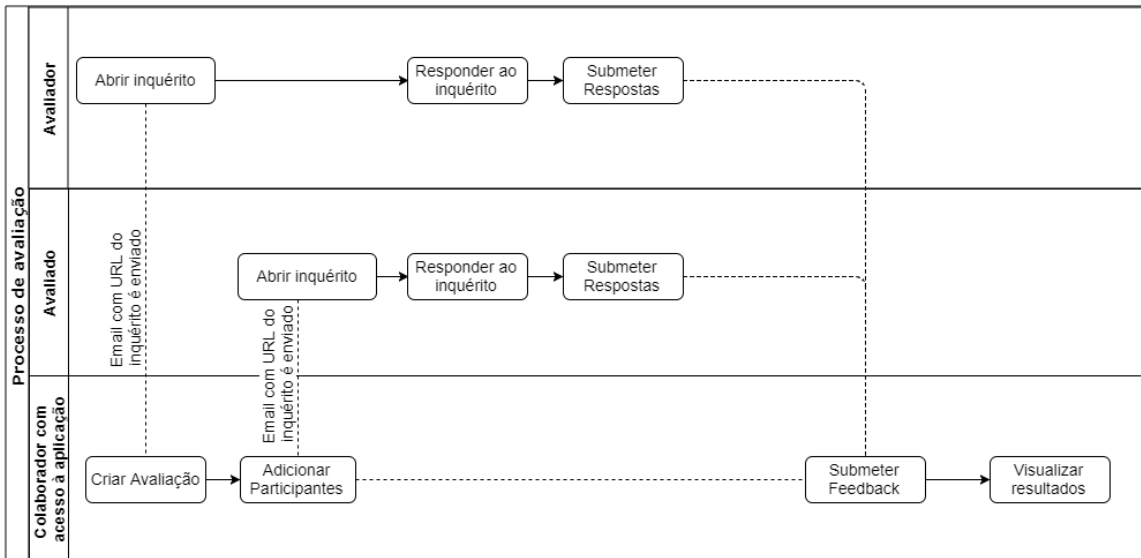 Processo de avaliação
Avaliador
Abrir inquérito
Responder ao
inquérito
Submeter
Respostas
Avaliado
Email com URL do
inquérito é enviado
Abrir inquérito
Responder ao
inquérito
Submeter
Respostas
Email com URL do
inquérito é enviado
Colaborador com
acesso à aplicação
Criar Avaliação
Adicionar
Participantes
Submeter
Feedback
Visualizar
resultados